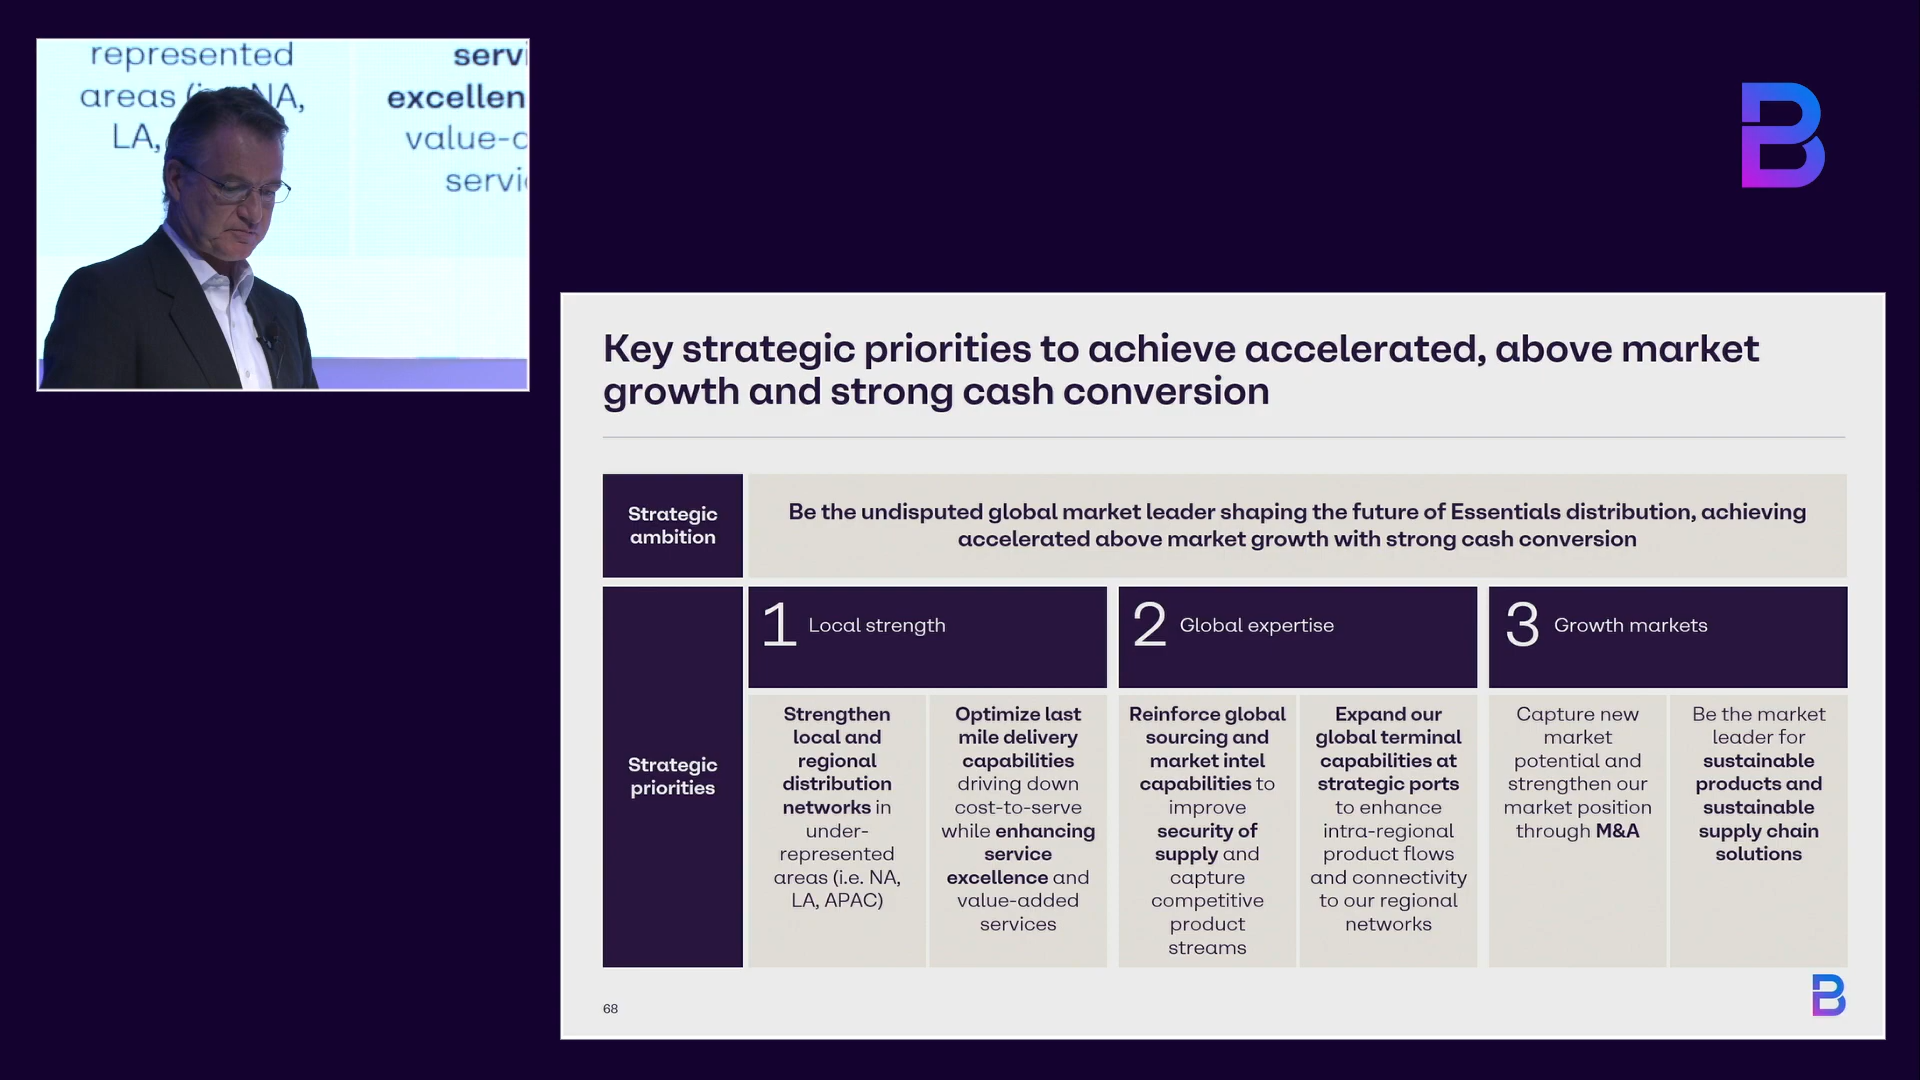 represented
areas (i. NA,
LA,
servi
excellen
value-
servi
B
Key strategic priorities to achieve accelerated, above market
growth and strong cash conversion
Strategic
ambition
Be the undisputed global market leader shaping the future of Essentials distribution, achieving
accelerated above market growth with strong cash conversion
Strategic
priorities
1 Local strength
Strengthen
local and
regional
distribution
networks in
under-
represented
areas (i.e. NA,
LA, APAC)
Optimize last
mile delivery
capabilities
driving down
cost-to-serve
while enhancing
service
excellence and
value-added
services
2 Global expertise
Reinforce global
sourcing and
market intel
capabilities to
improve
security of
supply and
capture
competitive
product
streams
Expand our
global terminal
capabilities at
strategic ports
to enhance
intra-regional
product flows
and connectivity
to our regional
networks
3 Growth markets
Capture new
market
potential and
strengthen our
market position
through M&A
Be the market
leader for
sustainable
products and
sustainable
supply chain
solutions
68
B